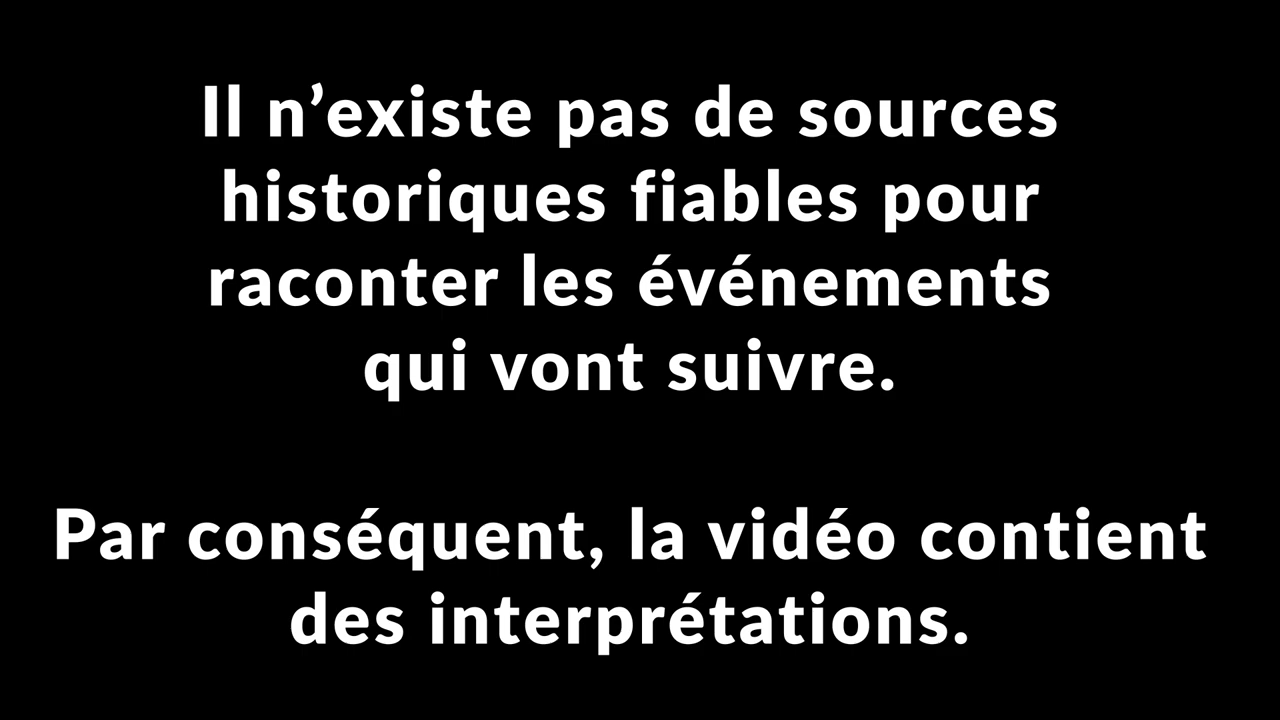 Il n’existe pas de sources
historiques fiables pour
raconter les événements
qui vont suivre.
Par conséquent, la vidéo contient
des interprétations.